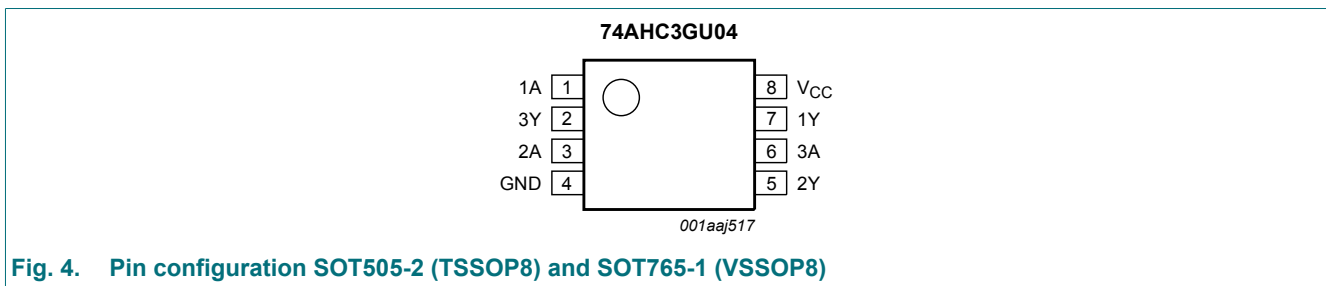 74AHC3GU04
1A 1 8 VCC
3Y 2 7 1Y
2A 3 6 3A
GND 4 5 2Y
001aaj517
Fig. 4. Pin configuration SOT505-2 (TSSOP8) and SOT765-1 (VSSOP8)